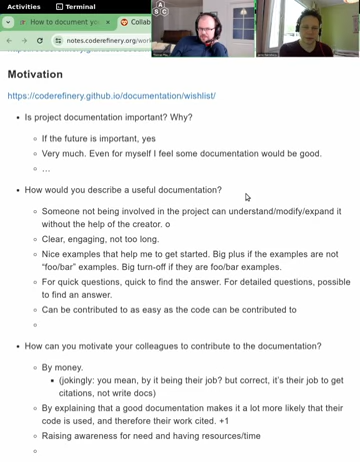 Activities
Terminal
How to document yo
Collab
notes.coderefinery.org/wor
Motivation
https://coderefinery.github.io/documentation/wishlist/
• Is project documentation important? Why?
◦ If the future is important, yes
◦ Very much. Even for myself I feel some documentation would be good.
◦ ...
• How would you describe a useful documentation?
◦ Someone not being involved in the project can understand/modify/expand it
without the help of the creator. o
◦ Clear, engaging, not too long.
◦ Nice examples that help me to get started. Big plus if the examples are not
"foo/bar" examples. Big turn-off if they are foo/bar examples.
◦ For quick questions, quick to find the answer. For detailed questions, possible
to find an answer.
◦ Can be contributed to as easy as the code can be contributed to
◦
• How can you motivate your colleagues to contribute to the documentation?
◦ By money.
▪ (jokingly: you mean, by it being their job? but correct, it's their job to get
citations, not write docs)
◦ By explaining that a good documentation makes it a lot more likely that their
code is used, and therefore their work cited. +1
◦ Raising awareness for need and having resources/time
◦